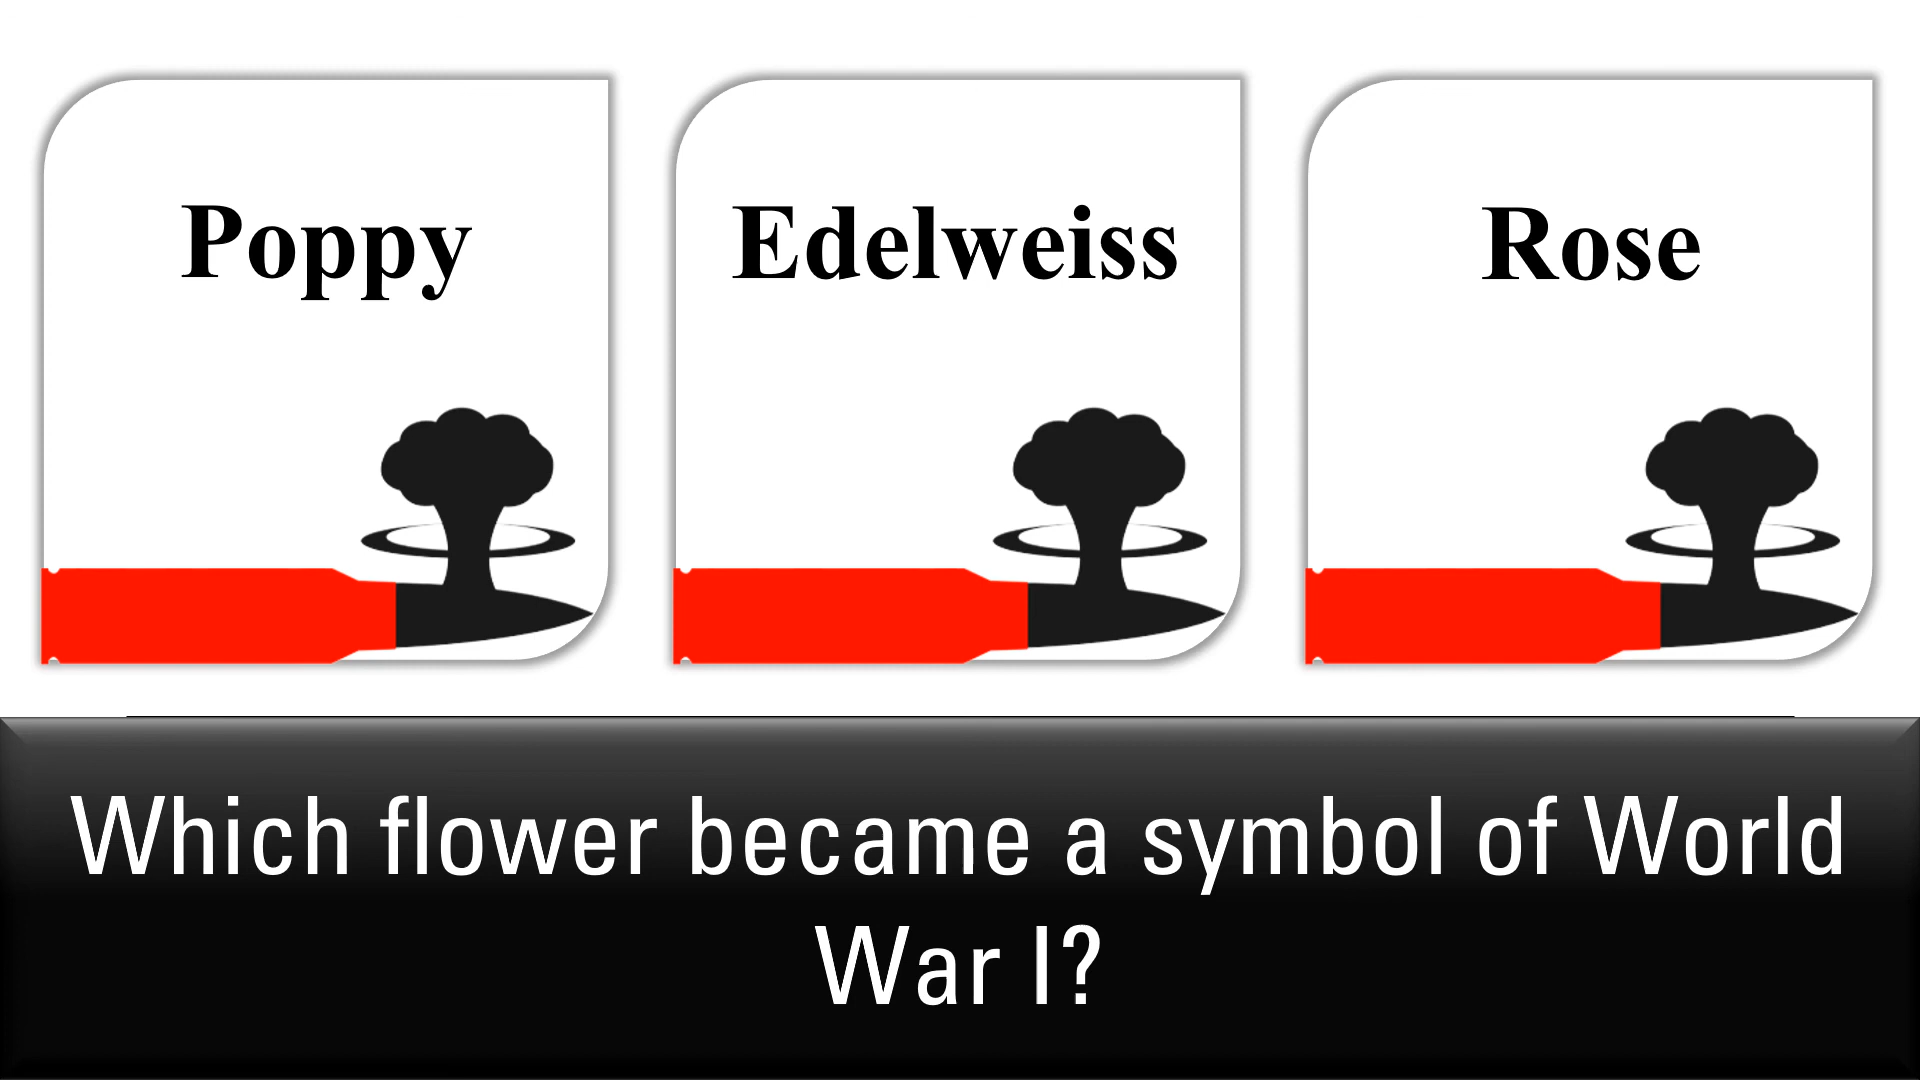 Poppy
Edelweiss
Rose
Which flower became a symbol of World
War I?